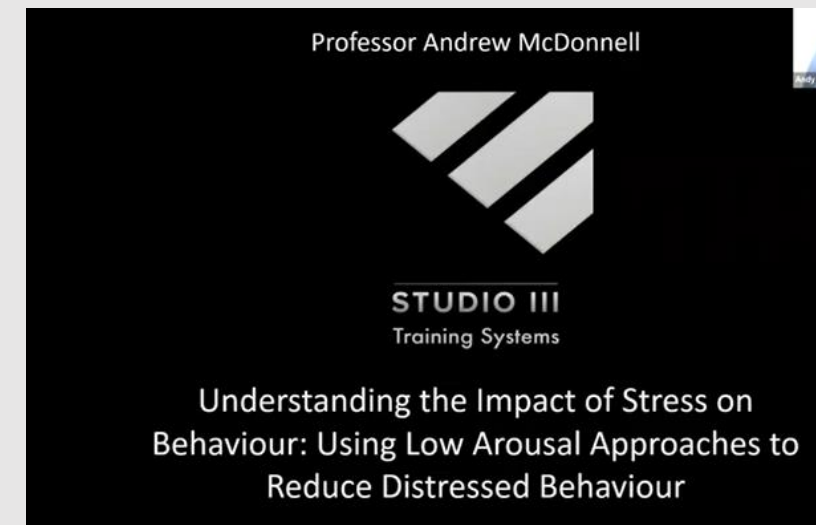 Professor Andrew McDonnell
Andy
STUDIO III
Training Systems
Understanding the Impact of Stress on
Behaviour: Using Low Arousal Approaches to
Reduce Distressed Behaviour